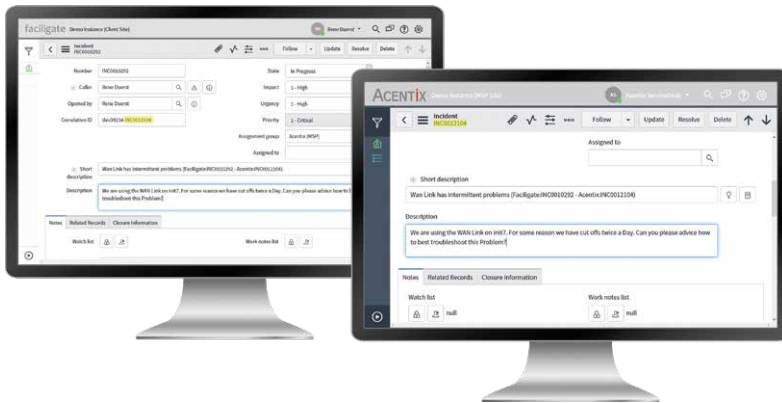 faciligate Demo Instance (Client Site)
Rene Duerst
Incident
INC0010292
Follow
Update
Resolve
Delete
Number
INC0010292
State
In Progress
Caller
Rene Duerst
Impact
1 - High
Opened by
Rene Duerst
Urgency
1 - High
Correlation ID
INC0012104
Priority
1 - Critical
Assignment group
Acentix (MSP)
Assigned to
Short
description
Wan Link has intermittent problems (Faciligate:INC0010292 - Acentix:INC0012104)
Description
We are using the WAN Link on init7. For some reason we have cut offs twice a Day. Can you please advice how to
troubleshoot this Problem?
Notes
Related Records
Closure Information
Watch list
Work notes list
ACENTIX
AS
Incident
INC0012104
Follow
Update
Resolve
Delete
Assigned to
Short description
Wan Link has intermittent problems (Faciligate:INC0010292 - Acentix:INC0012104)
Description
We are using the WAN Link on init7. For some reason we have cut offs twice a Day. Can you please advice how
to best troubleshoot this Problem?
Notes
Related Records
Closure Information
Watch list
null
Work notes list
null